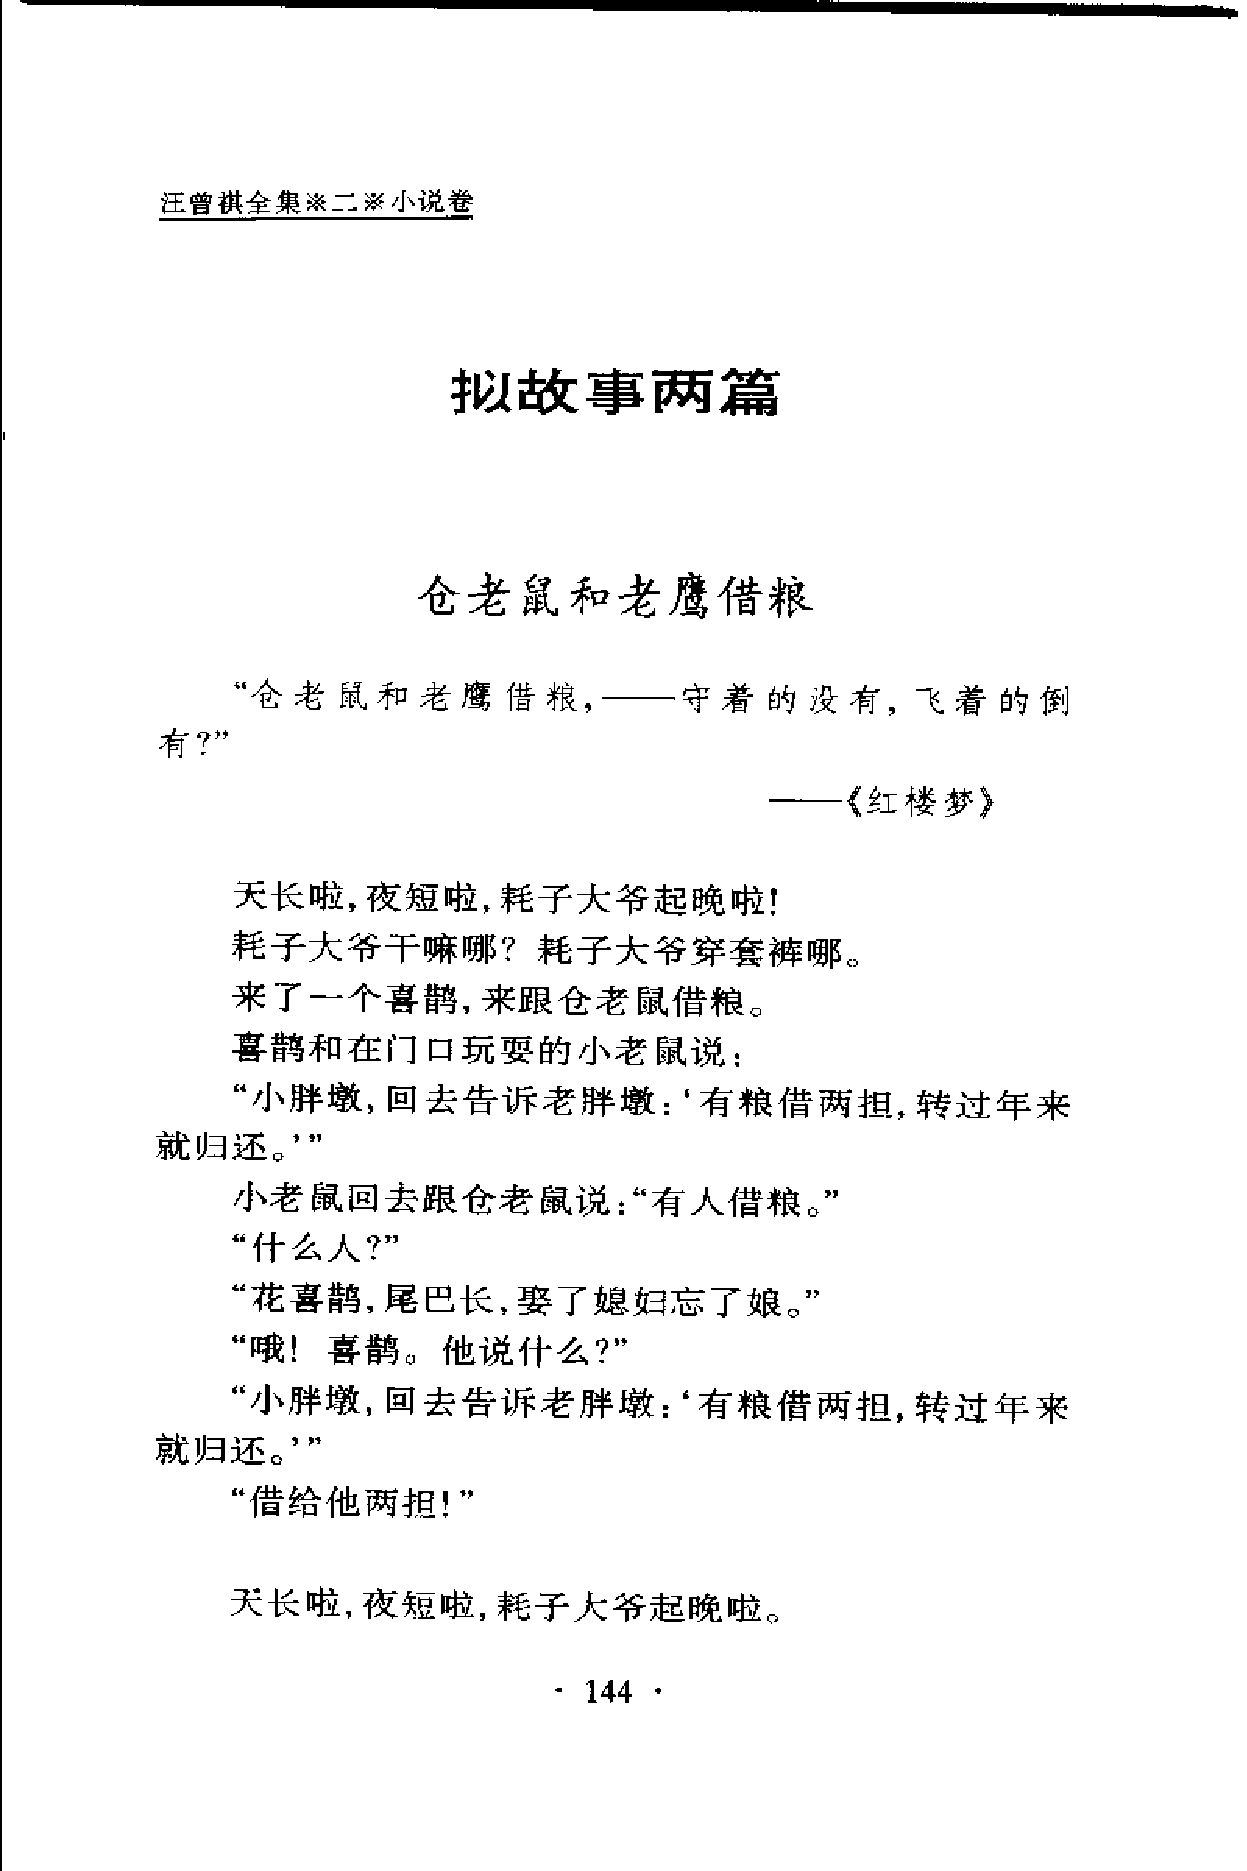 汪曾祺全集※二※小说卷
拟故事两篇
仓老鼠和老鹰借粮
“仓老鼠和老鹰借粮，——守着的没有，飞着的倒
有？”
——《红楼梦》
天长啦，夜短啦，耗子大爷起晚啦！
耗子大爷干嘛哪？耗子大爷穿套裤哪。
来了一个喜鹊，来跟仓老鼠借粮。
喜鹊和在门口玩耍的小老鼠说：
“小胖墩，回去告诉老胖墩：‘有粮借两担，转过年来
就归还。’”
小老鼠回去跟仓老鼠说：“有人借粮。”
“什么人？”
“花喜鹊，尾巴长，娶了媳妇忘了娘。”
“哦！喜鹊。他说什么？”
“小胖墩，回去告诉老胖墩：‘有粮借两担，转过年来
就归还。’”
“借给他两担！”
天长啦，夜短啦，耗子大爷起晚啦。
· 144 ·